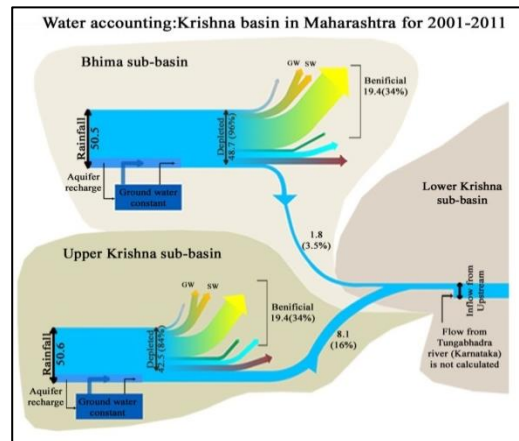 Water accounting:Krishna basin in Maharashtra for 2001-2011
Bhima sub-basin
GW
SW
Benificial
19.4(34%)
Rainfall
50.5
Depleted
48.7 (96%)
Aquifer
recharge
Ground water
constant
Lower Krishna
sub-basin
1.8
(3.5%)
Upper Krishna sub-basin
GW
SW
Benificial
19.4(34%)
Rainfall
50.6
Depleted
42.5 (84%)
8.1
(16%)
Inflow from
Upstream
Flow from
Tungabhadra
river (Karnataka)
is not calculated
Aquifer
recharge
Ground water
constant